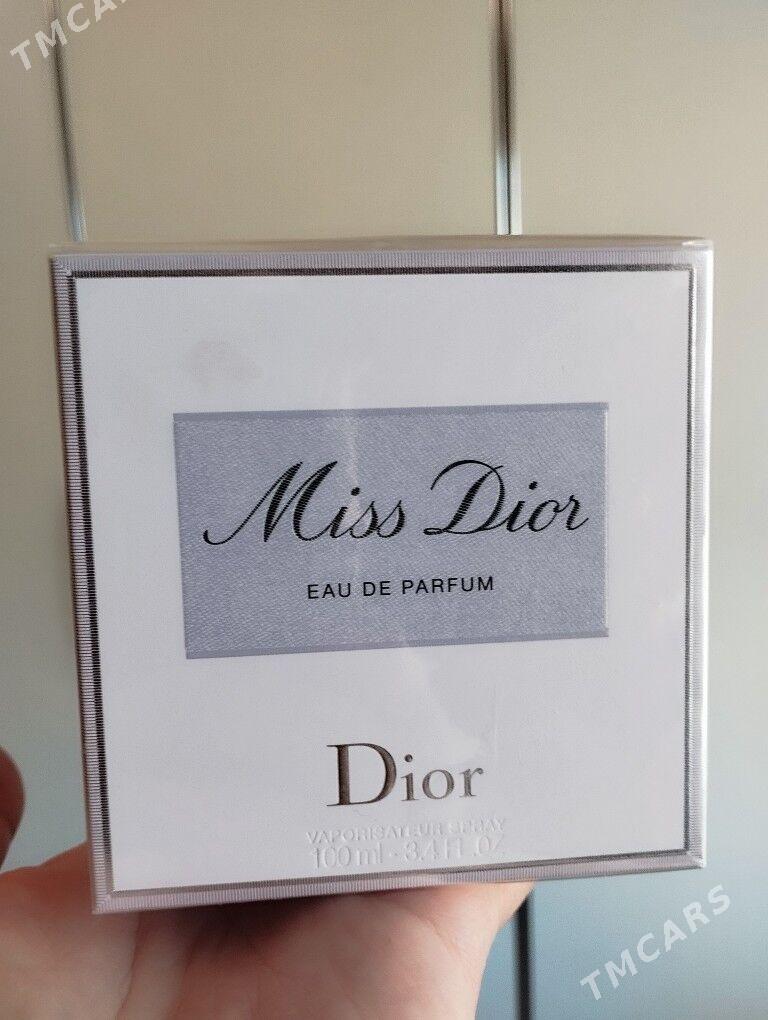 TMCARS
Miss Dior
EAU DE PARFUM
Dior
VAPORISATEUR SPRAY
100 ml - 3.4 FL.OZ
TMCARS